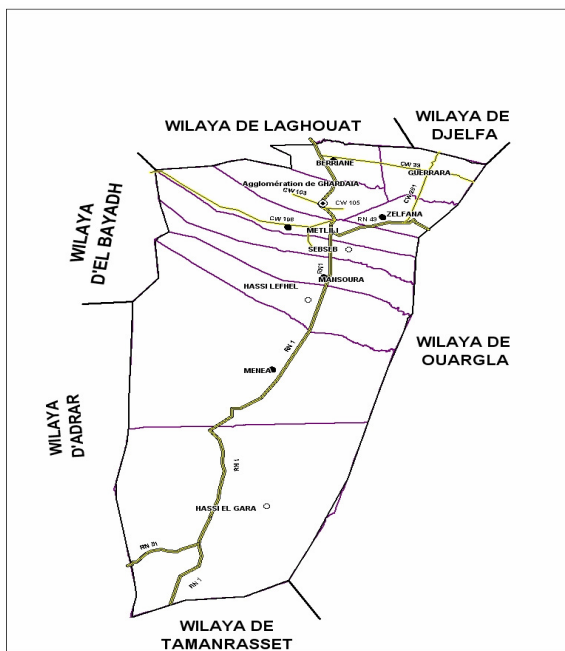 WILAYA DE LAGHOUAT
WILAYA DE
DJELFA
BERRIANE
CW 33
GUERRARA
Agglomération de GHARDAIA
CW 103
CW 105
CW 201
ZELFANA
RN 49
CW 106
METLILI
SEBSEB
RN1
MANSOURA
HASSI LEFHEL
WILAYA
D'EL BAYADH
WILAYA DE
OUARGLA
RN 1
MENEA
WILAYA
D'ADRAR
RN 1
HASSI EL GARA
RN 51
RN 1
WILAYA DE
TAMANRASSET